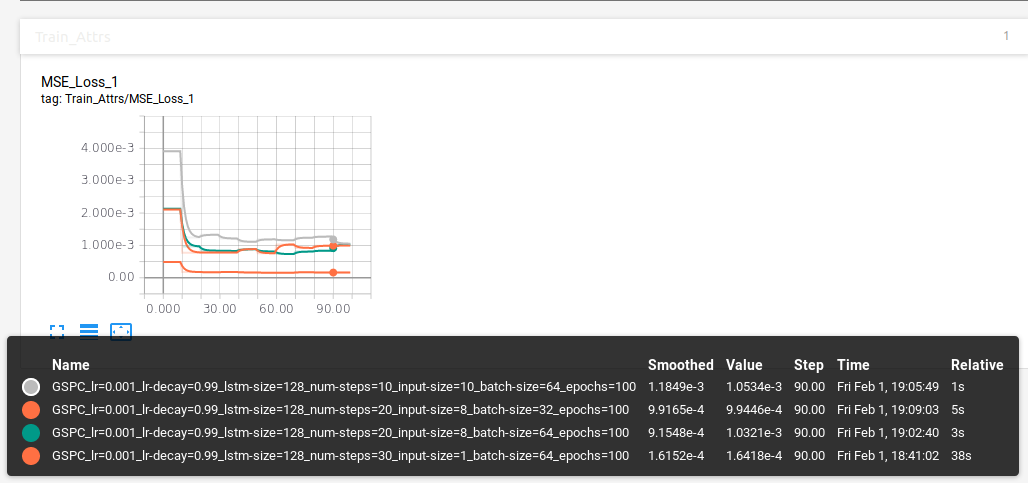 Train_Attrs 1
MSE_Loss_1
tag: Train_Attrs/MSE_Loss_1
4.000e-3
3.000e-3
2.000e-3
1.000e-3
0.00
0.000 30.00 60.00 90.00
Name Smoothed Value Step Time Relative
GSPC_lr=0.001_lr-decay=0.99_lstm-size=128_num-steps=10_input-size=10_batch-size=64_epochs=100 1.1849e-3 1.0534e-3 90.00 Fri Feb 1, 19:05:49 1s
GSPC_lr=0.001_lr-decay=0.99_lstm-size=128_num-steps=20_input-size=8_batch-size=32_epochs=100 9.9165e-4 9.9446e-4 90.00 Fri Feb 1, 19:09:03 5s
GSPC_lr=0.001_lr-decay=0.99_lstm-size=128_num-steps=20_input-size=8_batch-size=64_epochs=100 9.1548e-4 1.0321e-3 90.00 Fri Feb 1, 19:02:40 3s
GSPC_lr=0.001_lr-decay=0.99_lstm-size=128_num-steps=30_input-size=1_batch-size=64_epochs=100 1.6152e-4 1.6418e-4 90.00 Fri Feb 1, 18:41:02 38s